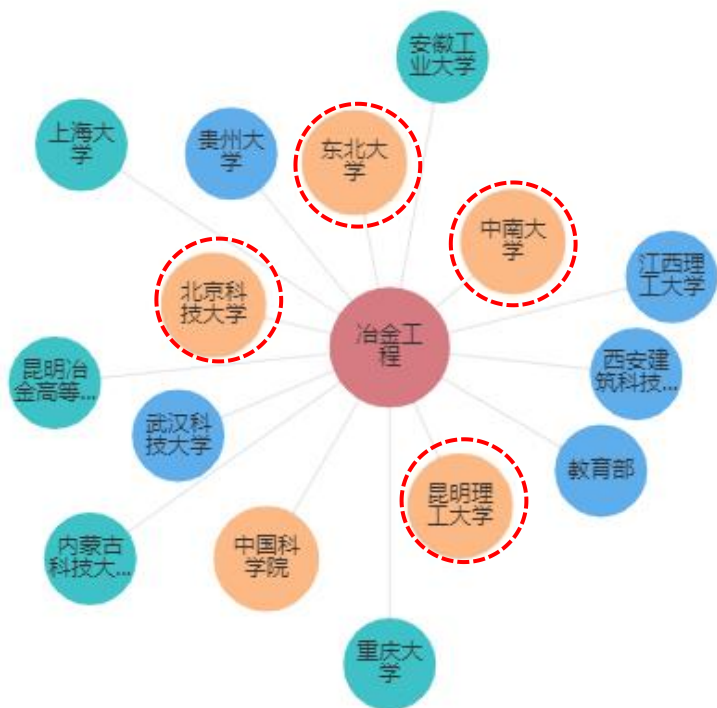 安徽工
业大学
上海大
学
贵州大
学
东北大
学
中南大
学
江西理
工大学
北京科
技大学
冶金工
程
西安建
筑科技...
昆明冶
金高等...
武汉科
技大学
教育部
昆明理
工大学
内蒙古
科技大...
中国科
学院
重庆大
学